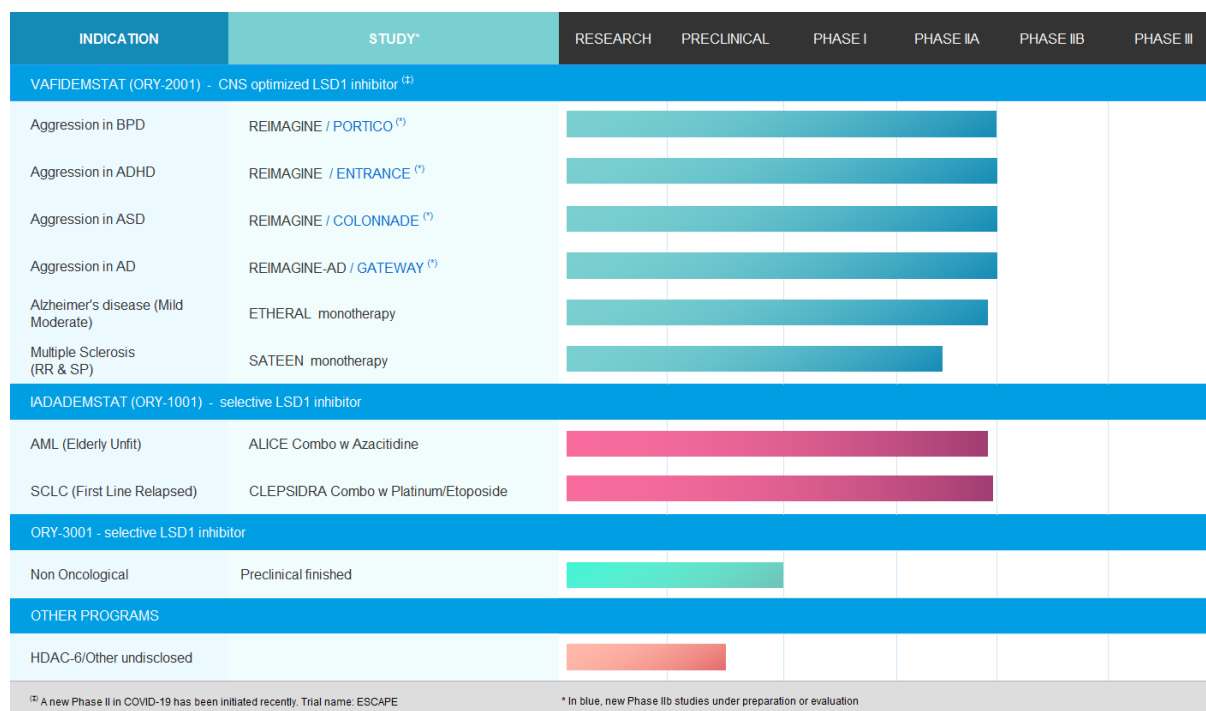 INDICATION STUDY* RESEARCH PRECLINICAL PHASE I PHASE IIA PHASE IIB PHASE III
VAFIDEMSTAT (ORY-2001) - CNS optimized LSD1 inhibitor (‡)
Aggression in BPD REIMAGINE / PORTICO (*)
Aggression in ADHD REIMAGINE / ENTRANCE (*)
Aggression in ASD REIMAGINE / COLONNADE (*)
Aggression in AD REIMAGINE-AD / GATEWAY (*)
Alzheimer's disease (Mild
Moderate) ETHERAL monotherapy
Multiple Sclerosis
(RR & SP) SATEEN monotherapy
IADADEMSTAT (ORY-1001) - selective LSD1 inhibitor
AML (Elderly Unfit) ALICE Combo w Azacitidine
SCLC (First Line Relapsed) CLEPSIDRA Combo w Platinum/Etoposide
ORY-3001 - selective LSD1 inhibitor
Non Oncological Preclinical finished
OTHER PROGRAMS
HDAC-6/Other undisclosed
(‡) A new Phase II in COVID-19 has been initiated recently. Trial name: ESCAPE * In blue, new Phase IIb studies under preparation or evaluation